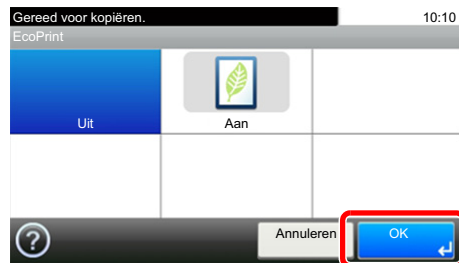 Gereed voor kopiëren. 10:10
EcoPrint
Uit Aan
? Annuleren OK